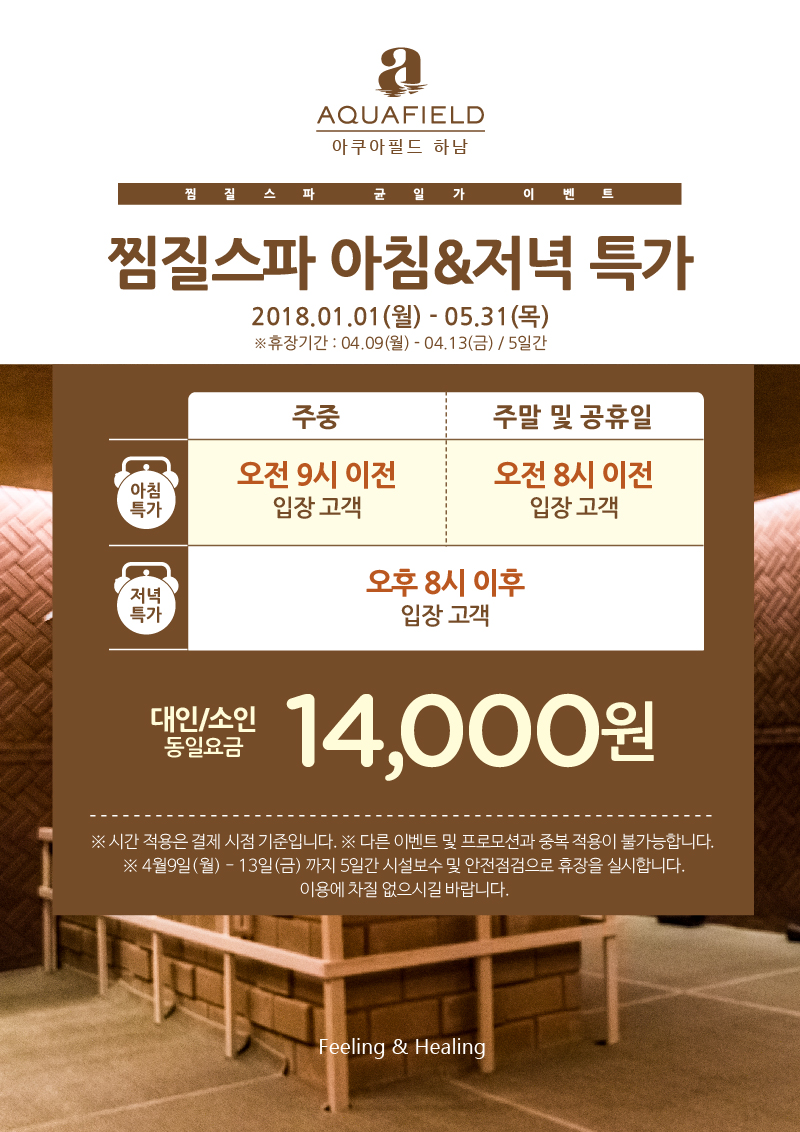 a
AQUAFIELD
아쿠아필드 하남
찜질스파 균일가 이벤트
찜질스파 아침&저녁 특가
2018.01.01(월) - 05.31(목)
※휴장기간 : 04.09(월) - 04.13(금) / 5일간
주중 주말 및 공휴일
아침
특가
오전 9시 이전 오전 8시 이전
입장 고객 입장 고객
저녁
특가
오후 8시 이후
입장 고객
대인/소인
동일요금
14,000원
※ 시간 적용은 결제 시점 기준입니다. ※ 다른 이벤트 및 프로모션과 중복 적용이 불가능합니다.
※ 4월9일(월) - 13일(금) 까지 5일간 시설보수 및 안전점검으로 휴장을 실시합니다.
이용에 차질 없으시길 바랍니다.
Feeling & Healing